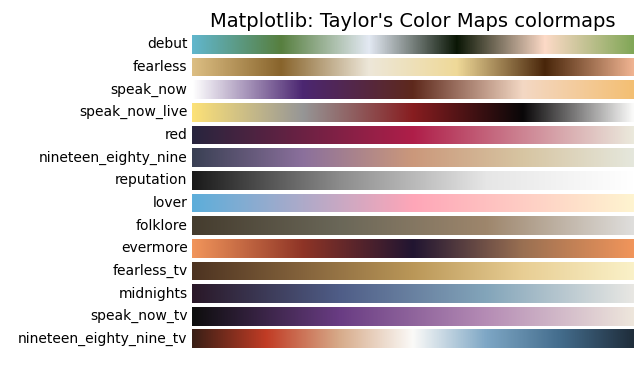 Matplotlib: Taylor's Color Maps colormaps
debut
fearless
speak_now
speak_now_live
red
nineteen_eighty_nine
reputation
lover
folklore
evermore
fearless_tv
midnights
speak_now_tv
nineteen_eighty_nine_tv